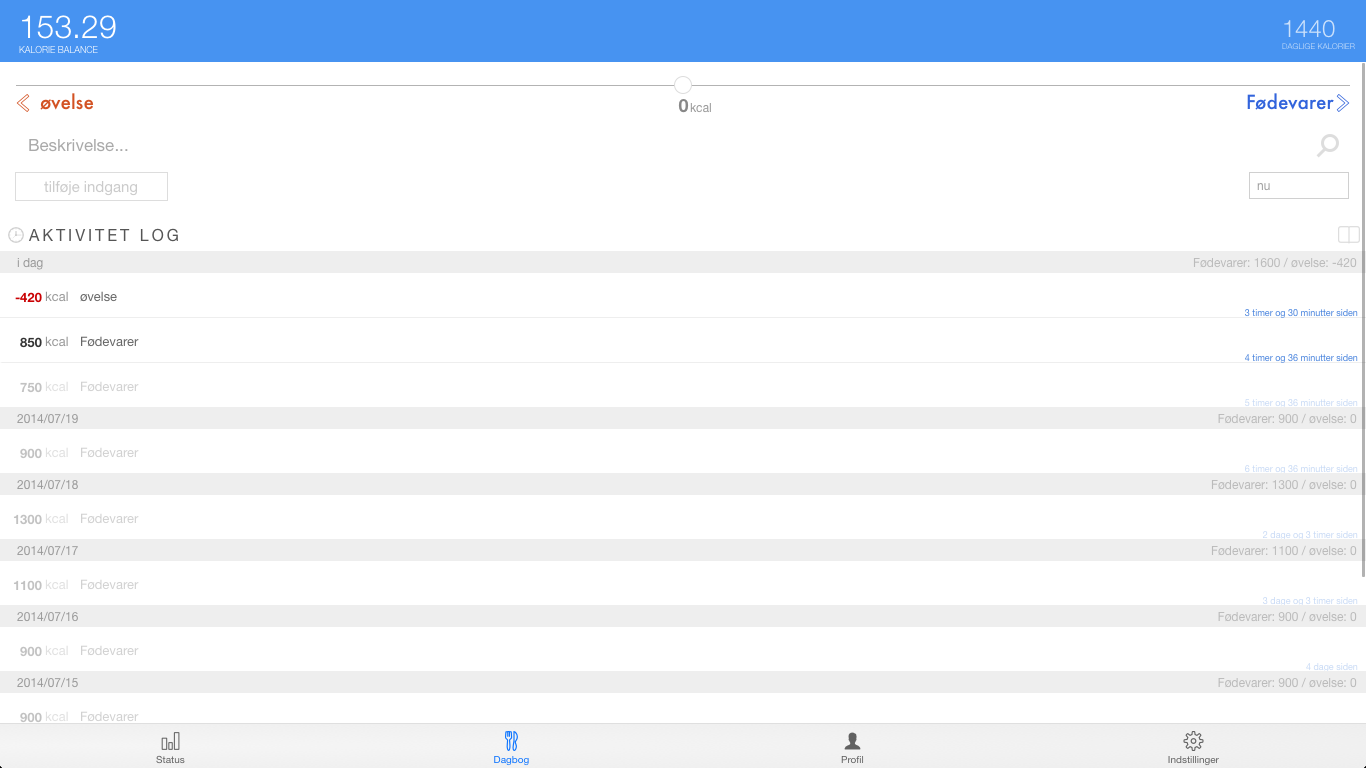 153.29
KALORIE BALANCE
1440
DAGLIGE KALORIER
øvelse
0 kcal
Fødevarer
Beskrivelse...
tilføje indgang
nu
AKTIVITET LOG
i dag Fødevarer: 1600 / øvelse: -420
-420 kcal øvelse
3 timer og 30 minutter siden
850 kcal Fødevarer
4 timer og 36 minutter siden
750 kcal Fødevarer
5 timer og 36 minutter siden
2014/07/19 Fødevarer: 900 / øvelse: 0
900 kcal Fødevarer
6 timer og 36 minutter siden
2014/07/18 Fødevarer: 1300 / øvelse: 0
1300 kcal Fødevarer
2 dage og 3 timer siden
2014/07/17 Fødevarer: 1100 / øvelse: 0
1100 kcal Fødevarer
3 dage og 3 timer siden
2014/07/16 Fødevarer: 900 / øvelse: 0
900 kcal Fødevarer
4 dage siden
2014/07/15 Fødevarer: 900 / øvelse: 0
900 kcal Fødevarer
Status Dagbog Profil Indstillinger